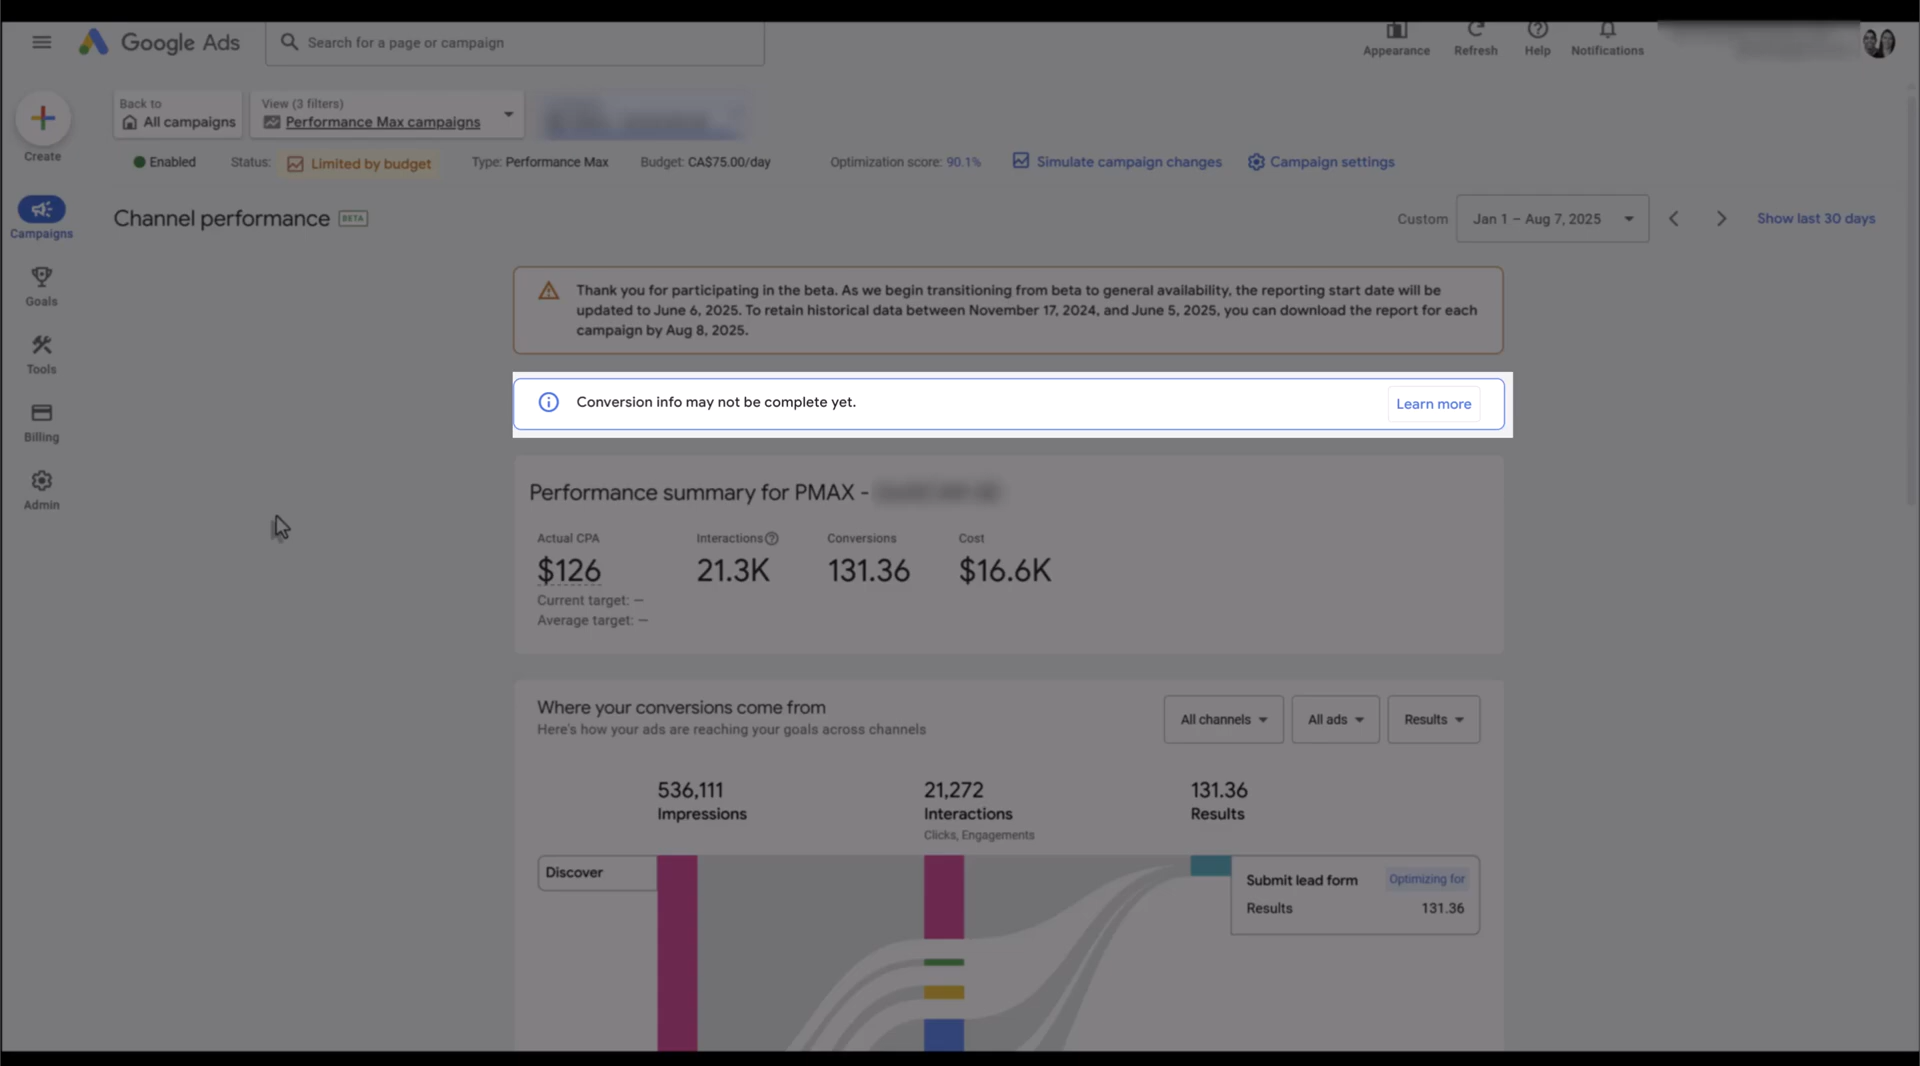 Google Ads
Search for a page or campaign
Appearance
Refresh
Help
Notifications
Create
Back to
All campaigns
View (3 filters)
Performance Max campaigns
Enabled
Status:
Limited by budget
Type: Performance Max
Budget: CA$75.00/day
Optimization score: 90.1%
Simulate campaign changes
Campaign settings
Campaigns
Goals
Tools
Billing
Admin
Channel performance BETA
Custom
Jan 1 – Aug 7, 2025
Show last 30 days
Thank you for participating in the beta. As we begin transitioning from beta to general availability, the reporting start date will be
updated to June 6, 2025. To retain historical data between November 17, 2024, and June 5, 2025, you can download the report for each
campaign by Aug 8, 2025.
Conversion info may not be complete yet.
Learn more
Performance summary for PMAX -
Actual CPA
$126
Current target: —
Average target: —
Interactions
21.3K
Conversions
131.36
Cost
$16.6K
Where your conversions come from
Here's how your ads are reaching your goals across channels
All channels
All ads
Results
536,111
Impressions
21,272
Interactions
Clicks, Engagements
131.36
Results
Discover
Submit lead form
Optimizing for
Results
131.36